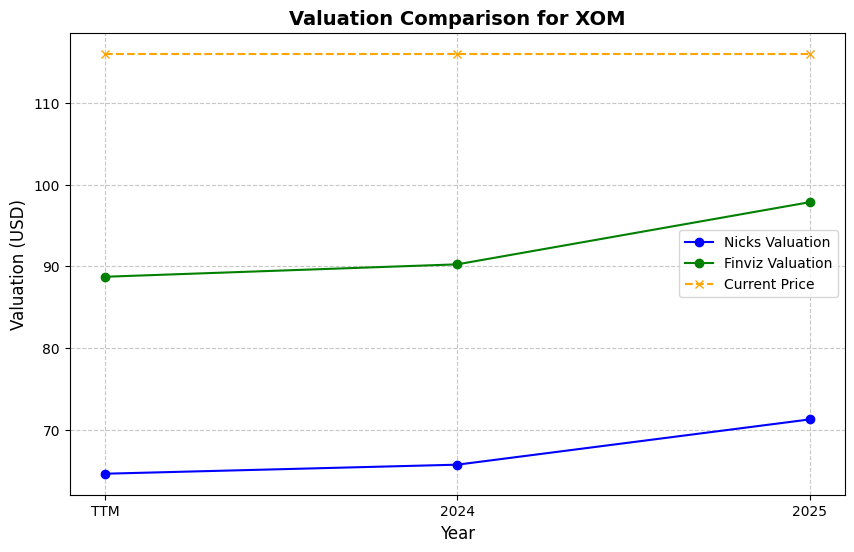 Valuation Comparison for XOM
Valuation (USD)
110
100
90
80
70
Nicks Valuation
Finviz Valuation
Current Price
TTM
2024
2025
Year